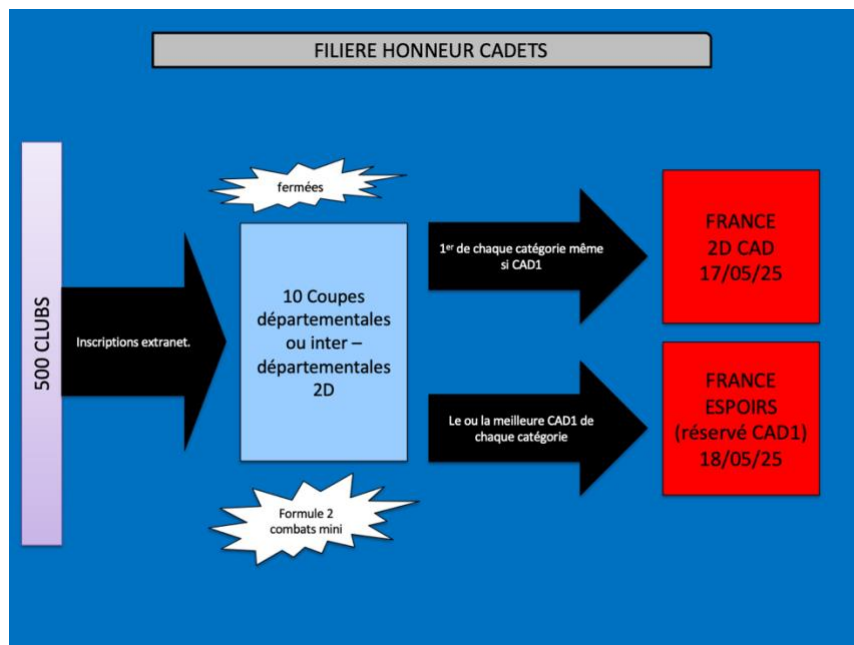 FILIERE HONNEUR CADETS
500 CLUBS
Inscriptions extranet.
fermées
10 Coupes
départementales
ou inter –
départementales
2D
Formule 2
combats mini
1er de chaque catégorie même
si CAD1
Le ou la meilleure CAD1 de
chaque catégorie
FRANCE
2D CAD
17/05/25
FRANCE
ESPOIRS
(réservé CAD1)
18/05/25